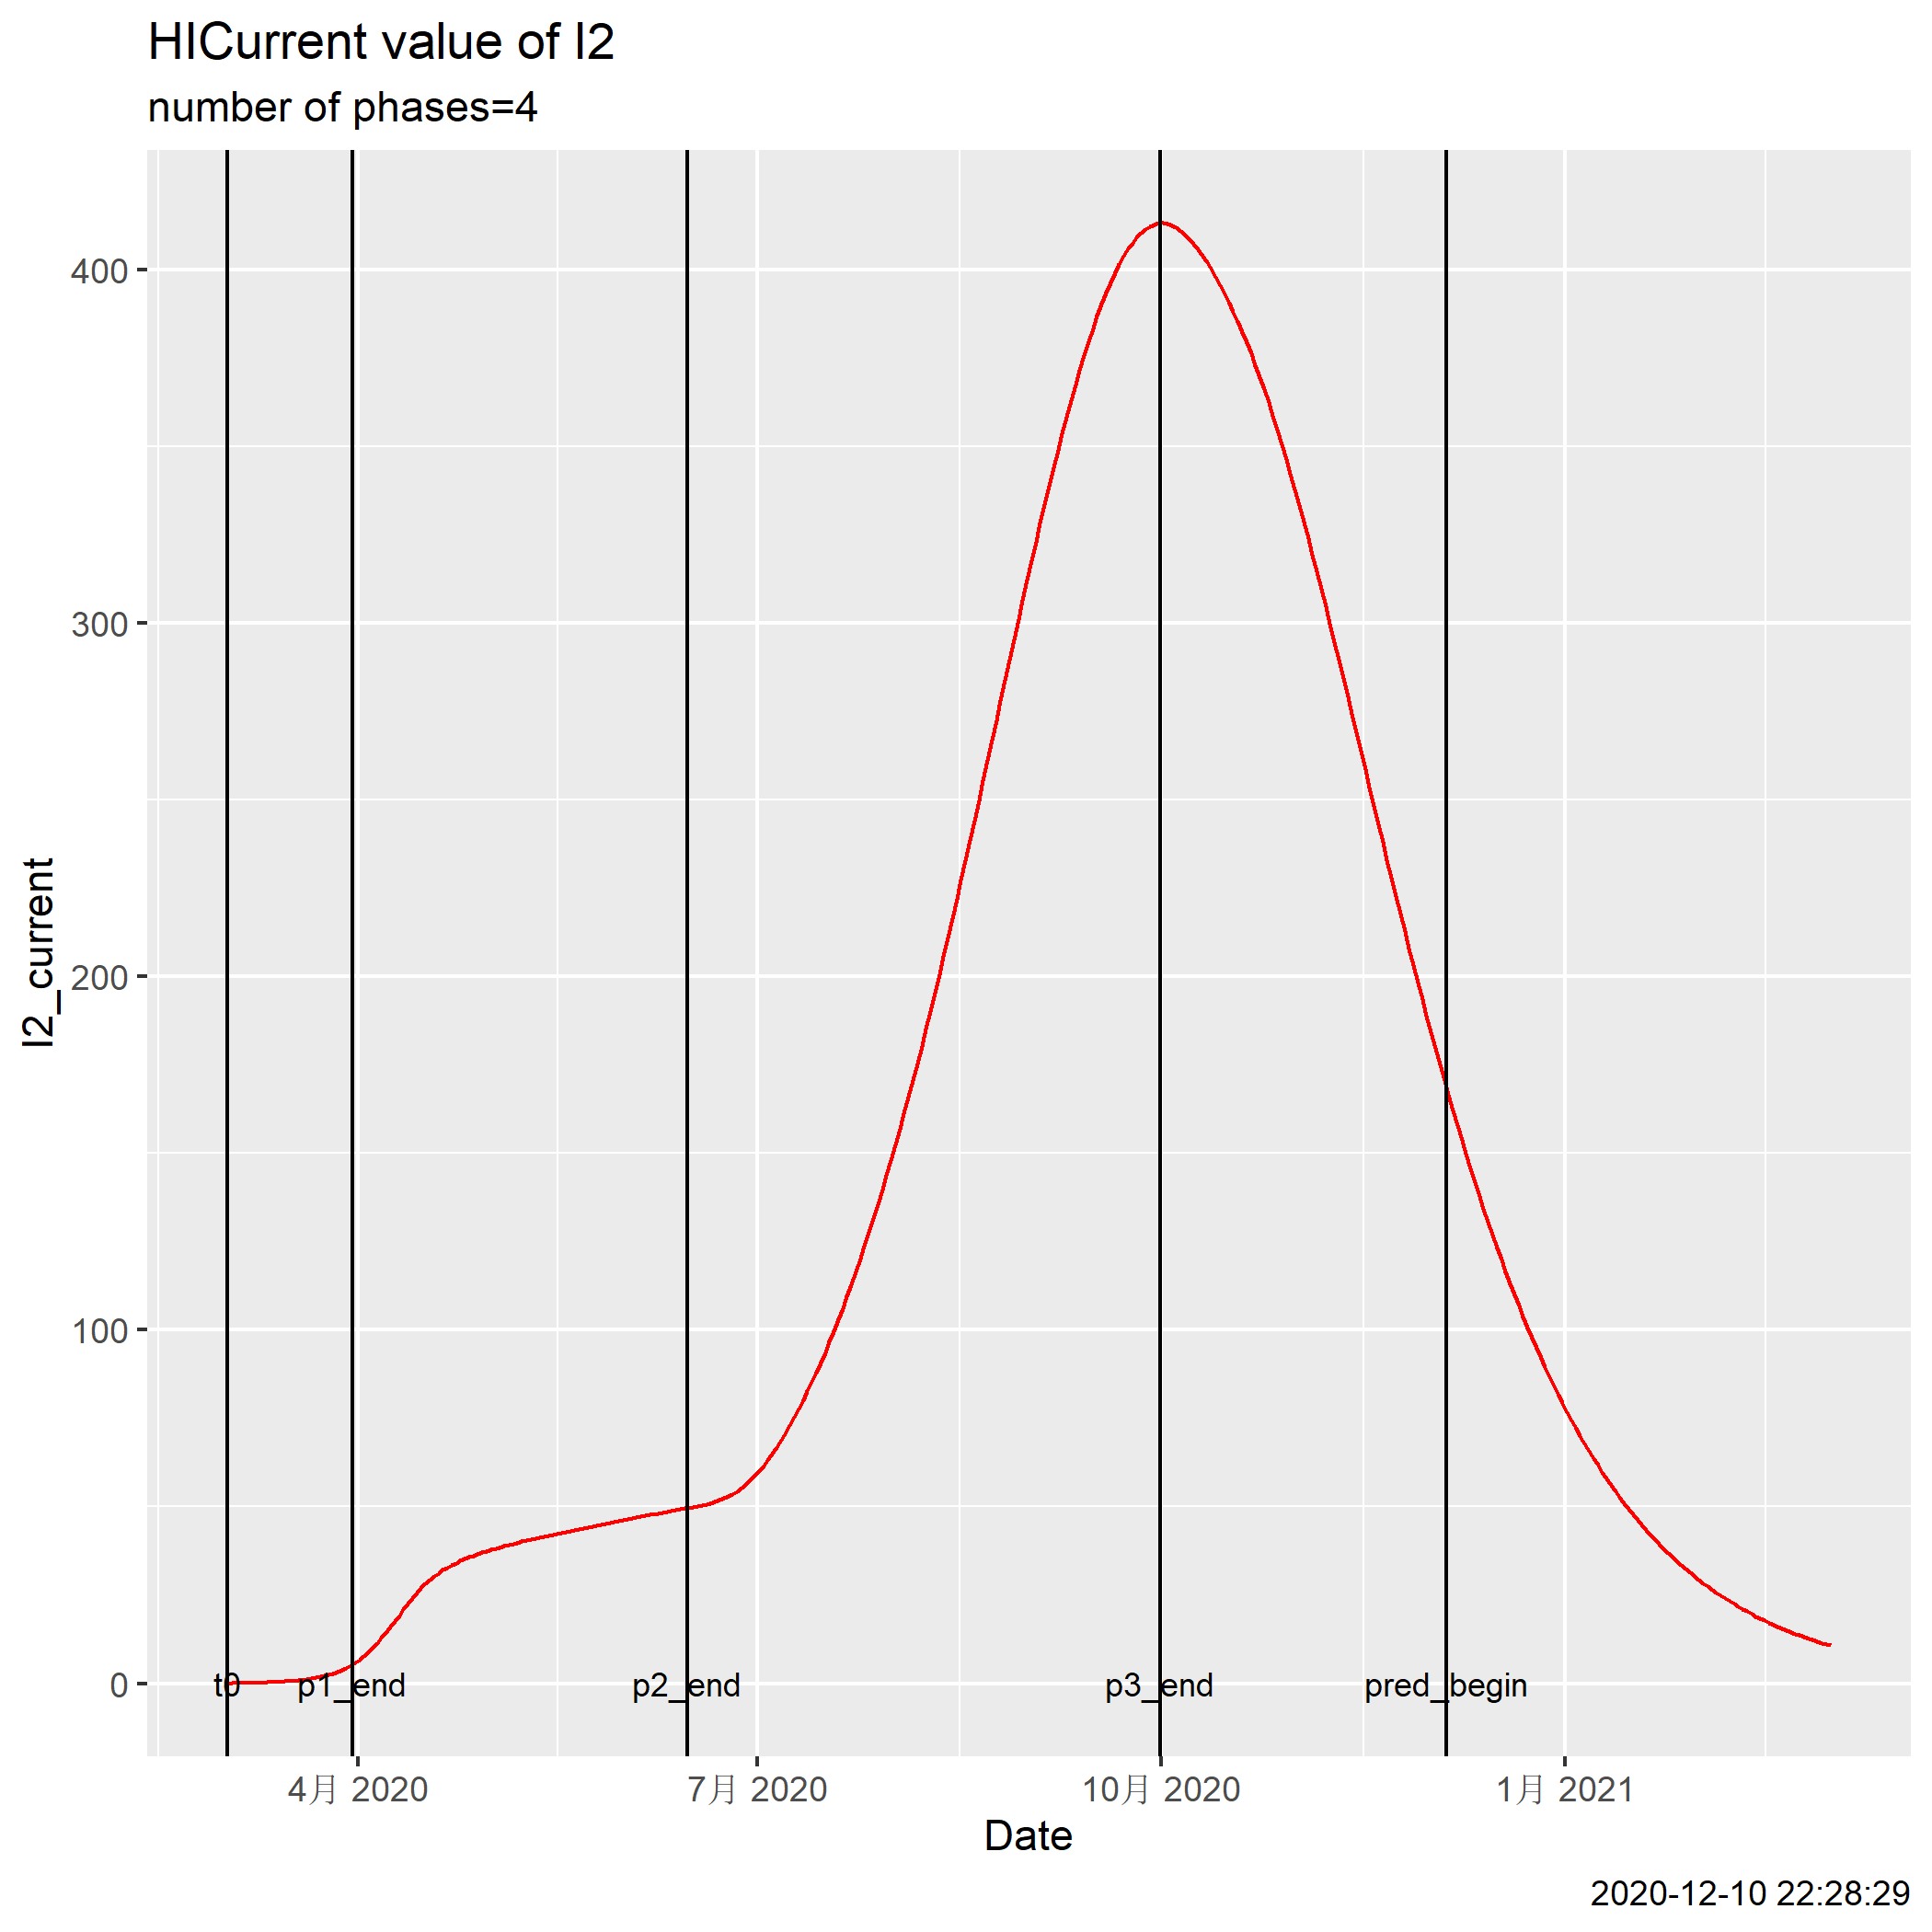 HICurrent value of I2
number of phases=4
I2_current
400
300
200
100
0
t0 p1_end p2_end p3_end pred_begin
4月 2020 7月 2020 10月 2020 1月 2021
Date
2020-12-10 22:28:29